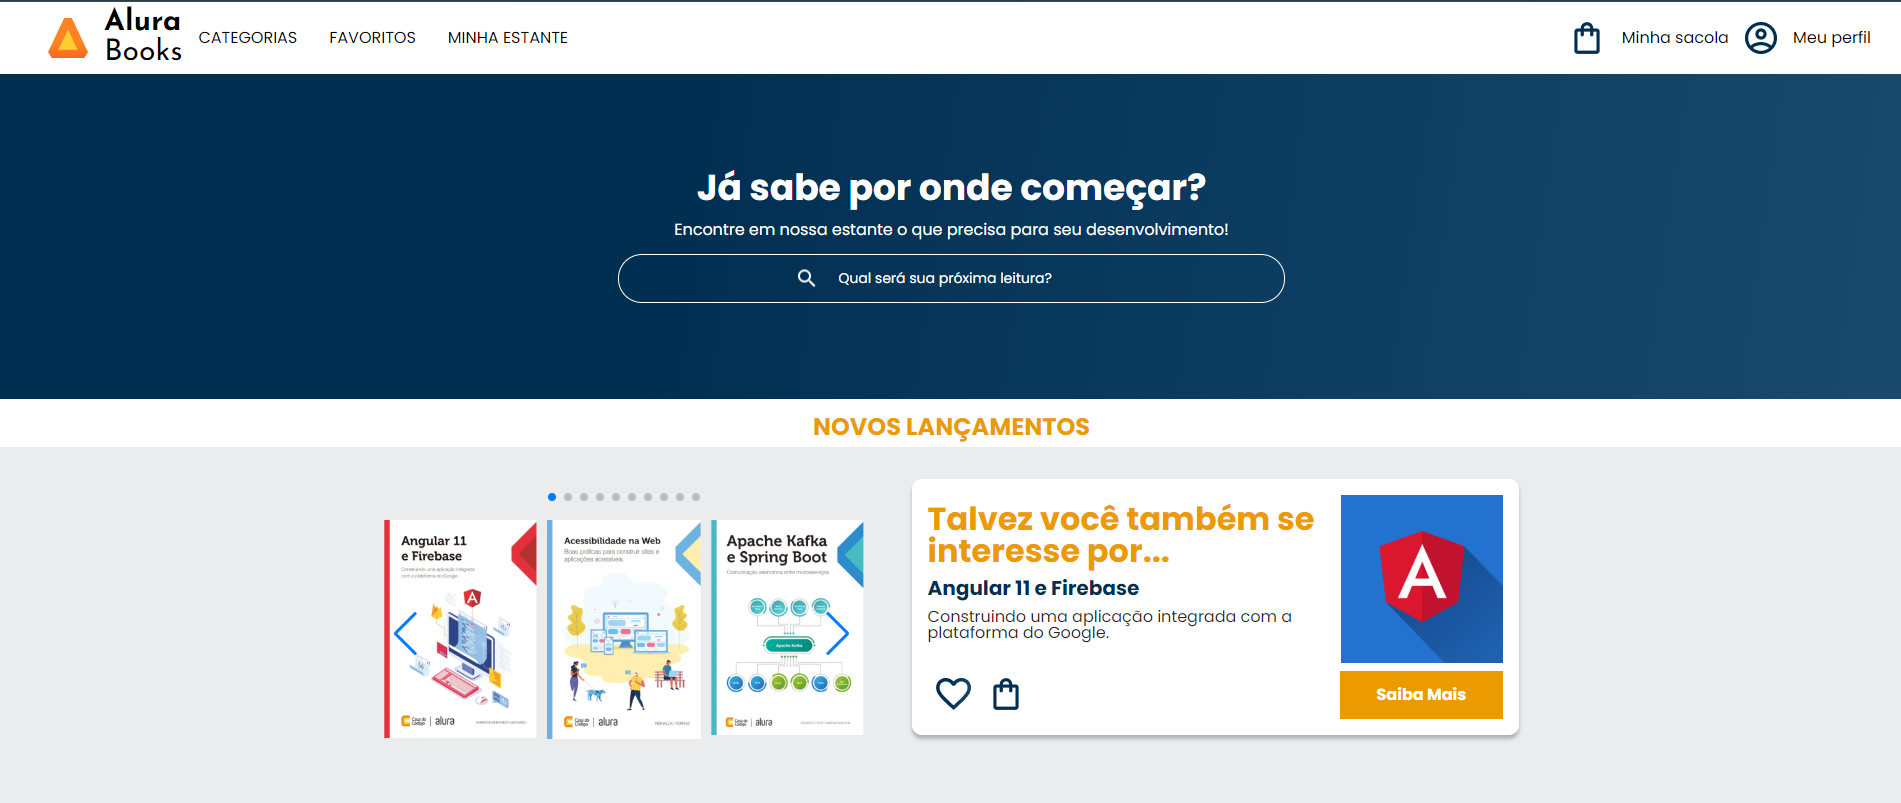 Alura
Books
CATEGORIAS
FAVORITOS
MINHA ESTANTE
Minha sacola
Meu perfil
Já sabe por onde começar?
Encontre em nossa estante o que precisa para seu desenvolvimento!
Qual será sua próxima leitura?
NOVOS LANÇAMENTOS
Angular 11
e Firebase
Construindo uma aplicação integrada
com a plataforma do Google
A
Casa do
Código
alura
Acessibilidade na Web
Boas práticas para construir sites e
aplicações acessíveis
Casa do
Código
alura
REINALDO FERRAZ
Apache Kafka
e Spring Boot
Comunicação assíncrona entre microsserviços
Apache Kafka
Casa do
Código
alura
Talvez você também se
interesse por...
Angular 11 e Firebase
Construindo uma aplicação integrada com a
plataforma do Google.
A
Saiba Mais